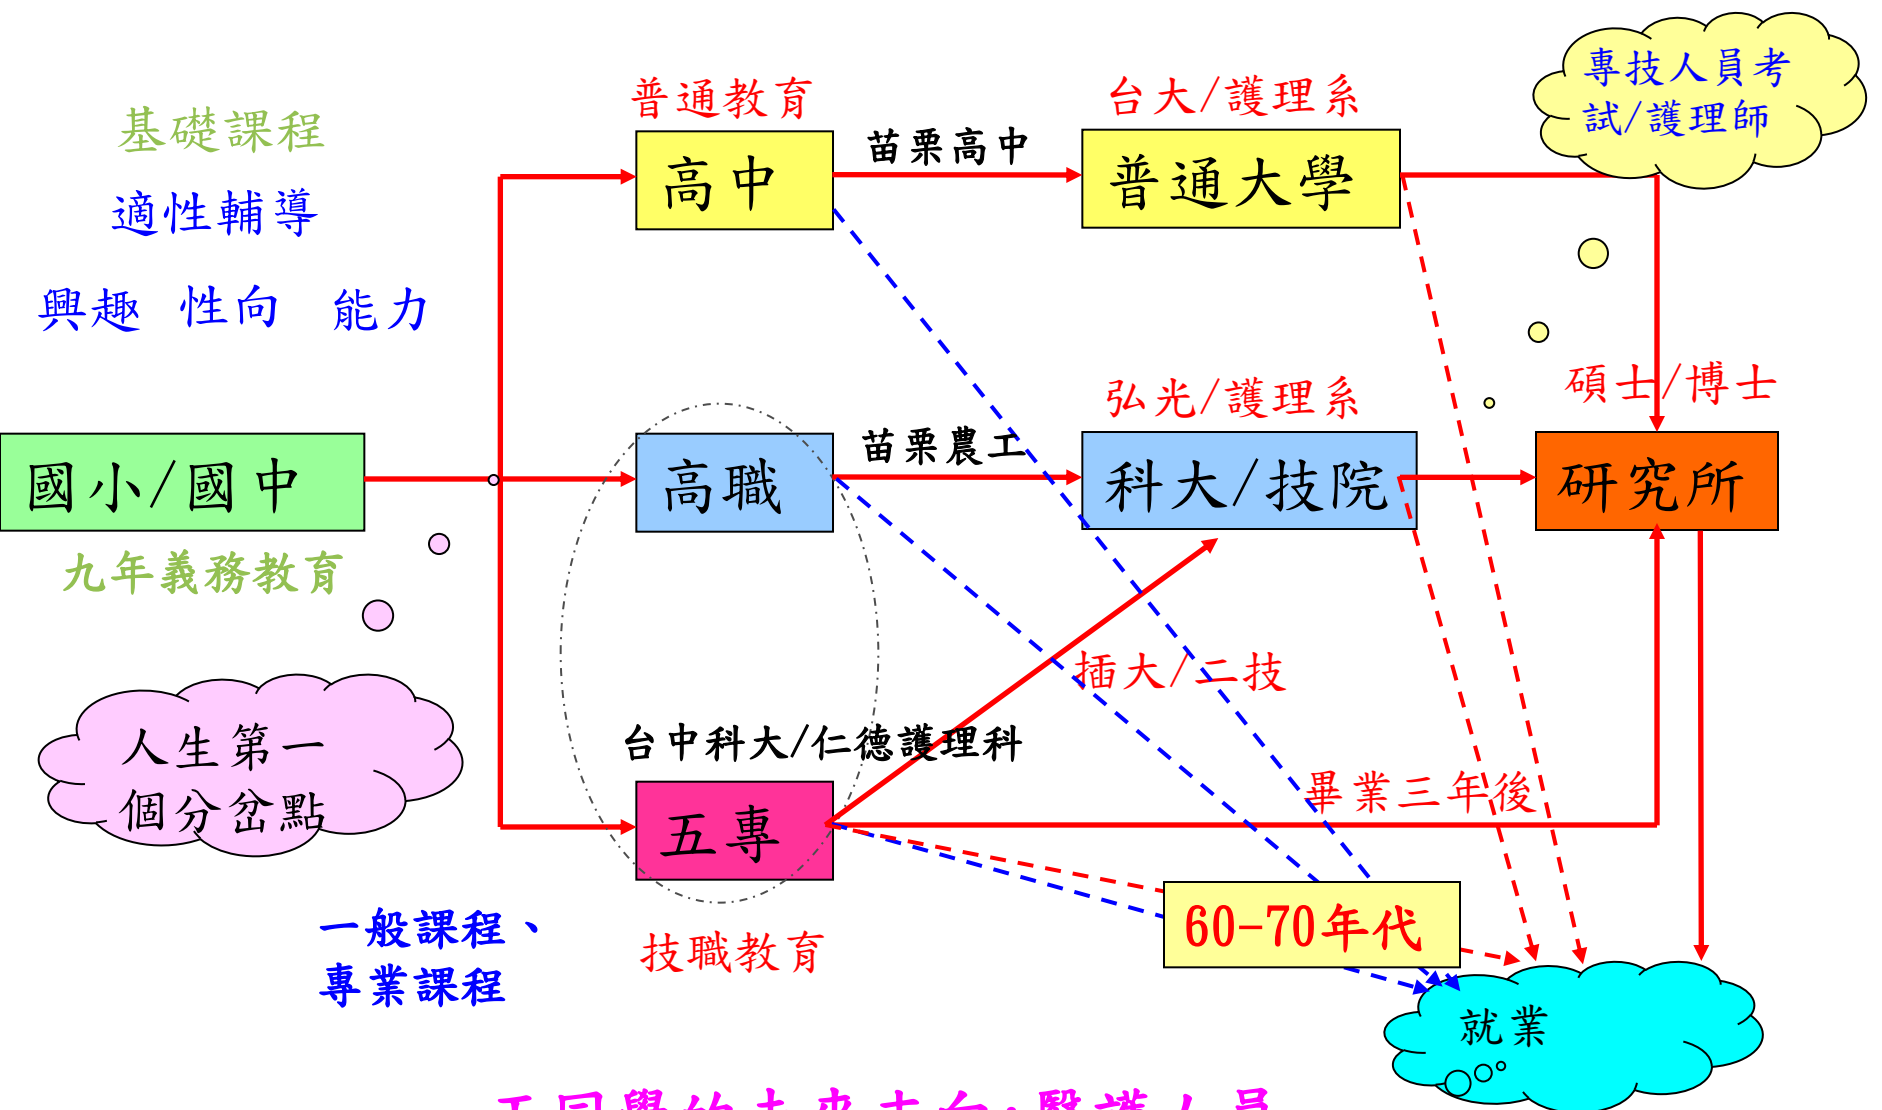 專技人員考
試/護理師
普通教育
台大/護理系
基礎課程
高中
苗栗高中
普通大學
適性輔導
興趣 性向 能力
弘光/護理系
碩士/博士
國小/國中
高職
苗栗農工
科大/技院
研究所
九年義務教育
插大/二技
人生第一
個分岔點
台中科大/仁德護理科
五專
畢業三年後
60-70年代
一般課程、
專業課程
技職教育
就業